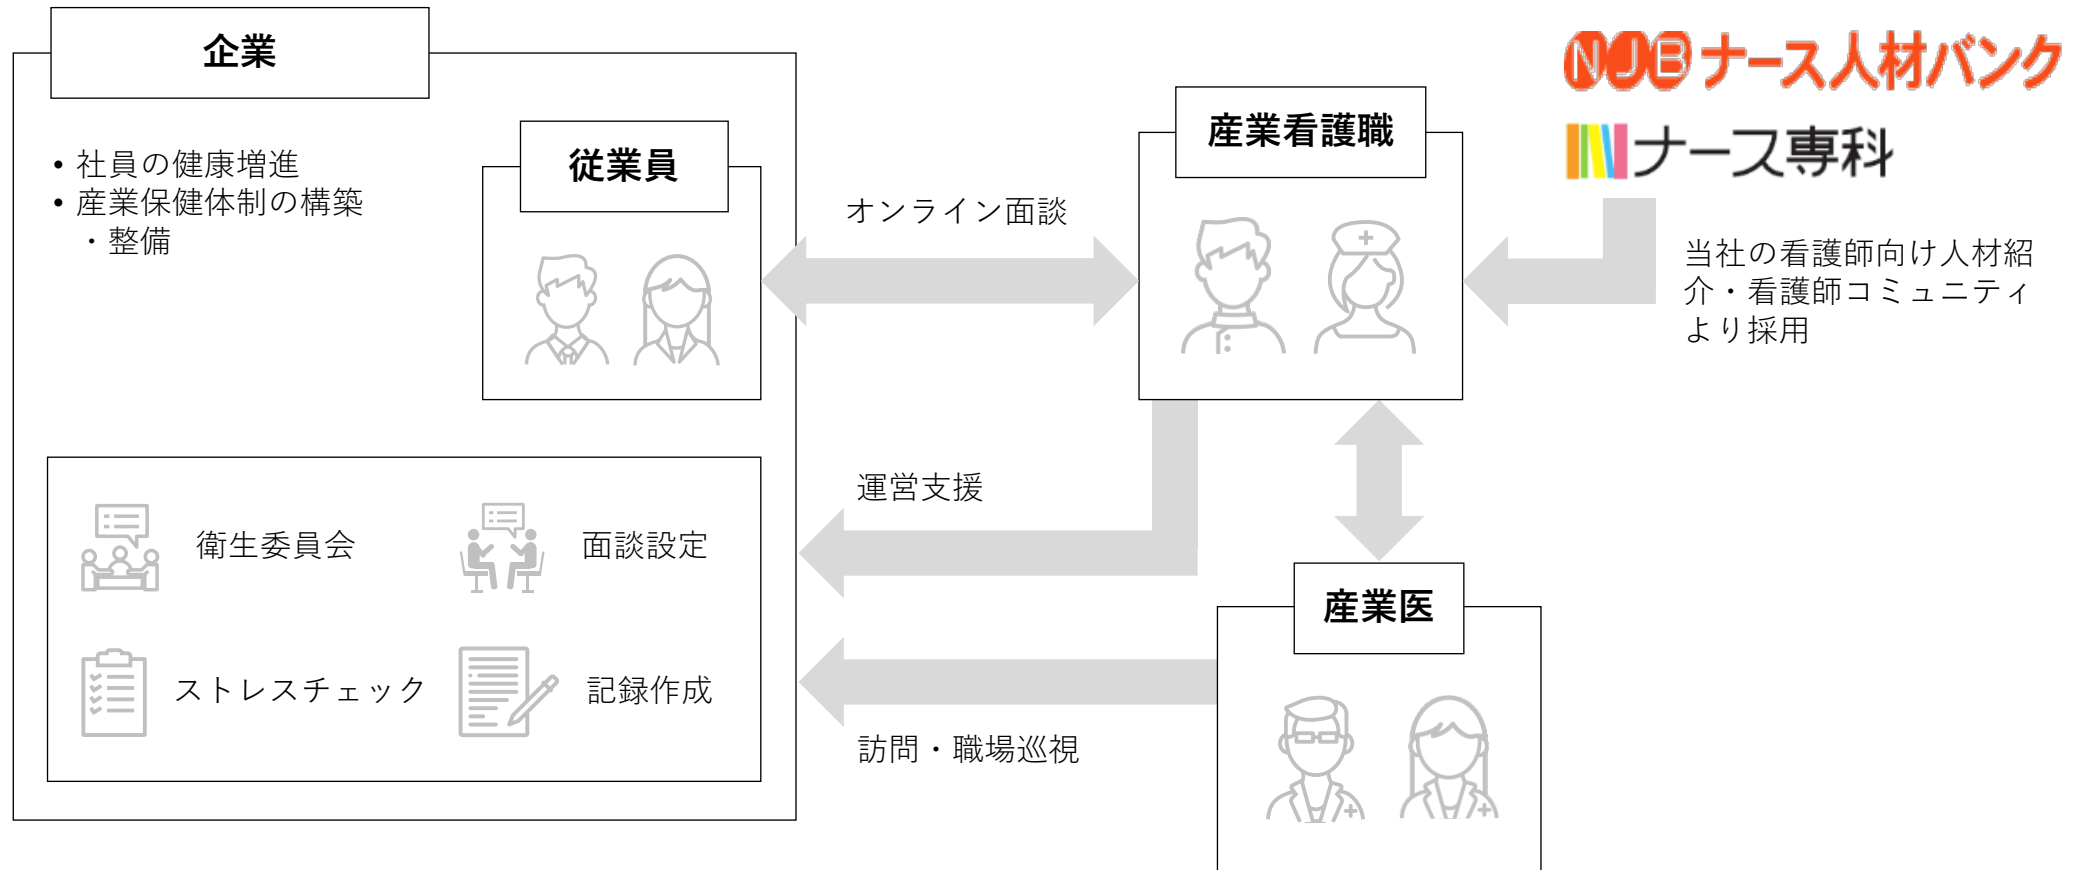 企業
• 社員の健康増進
• 産業保健体制の構築
・整備
従業員
オンライン面談
産業看護職
NJB ナース人材バンク
ナース専科
当社の看護師向け人材紹
介・看護師コミュニティ
より採用
衛生委員会
面談設定
ストレスチェック
記録作成
運営支援
訪問・職場巡視
産業医